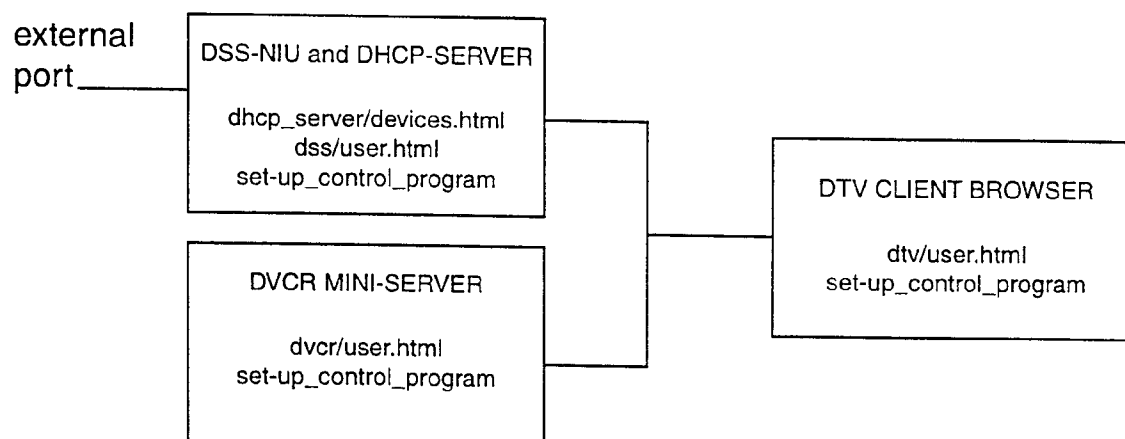 external
port
DSS-NIU and DHCP-SERVER
dhcp_server/devices.html
dss/user.html
set-up_control_program
DVCR MINI-SERVER
dvcr/user.html
set-up_control_program
DTV CLIENT BROWSER
dtv/user.html
set-up_control_program